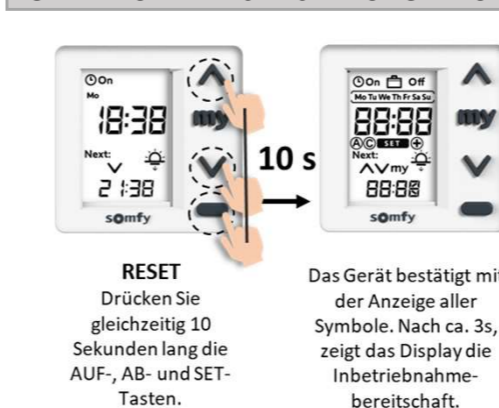 On
Mo
18:38
my
Next:
21:38
somfy
10 s
On Off
Mo Tu We Th Fr Sa Su
88:88
A C SET +
Next:
my
88:88
my
somfy
RESET
Drücken Sie
gleichzeitig 10
Sekunden lang die
AUF-, AB- und SET-
Tasten.
Das Gerät bestätigt mit
der Anzeige aller
Symbole. Nach ca. 3s,
zeigt das Display die
Inbetriebnahme-
bereitschaft.